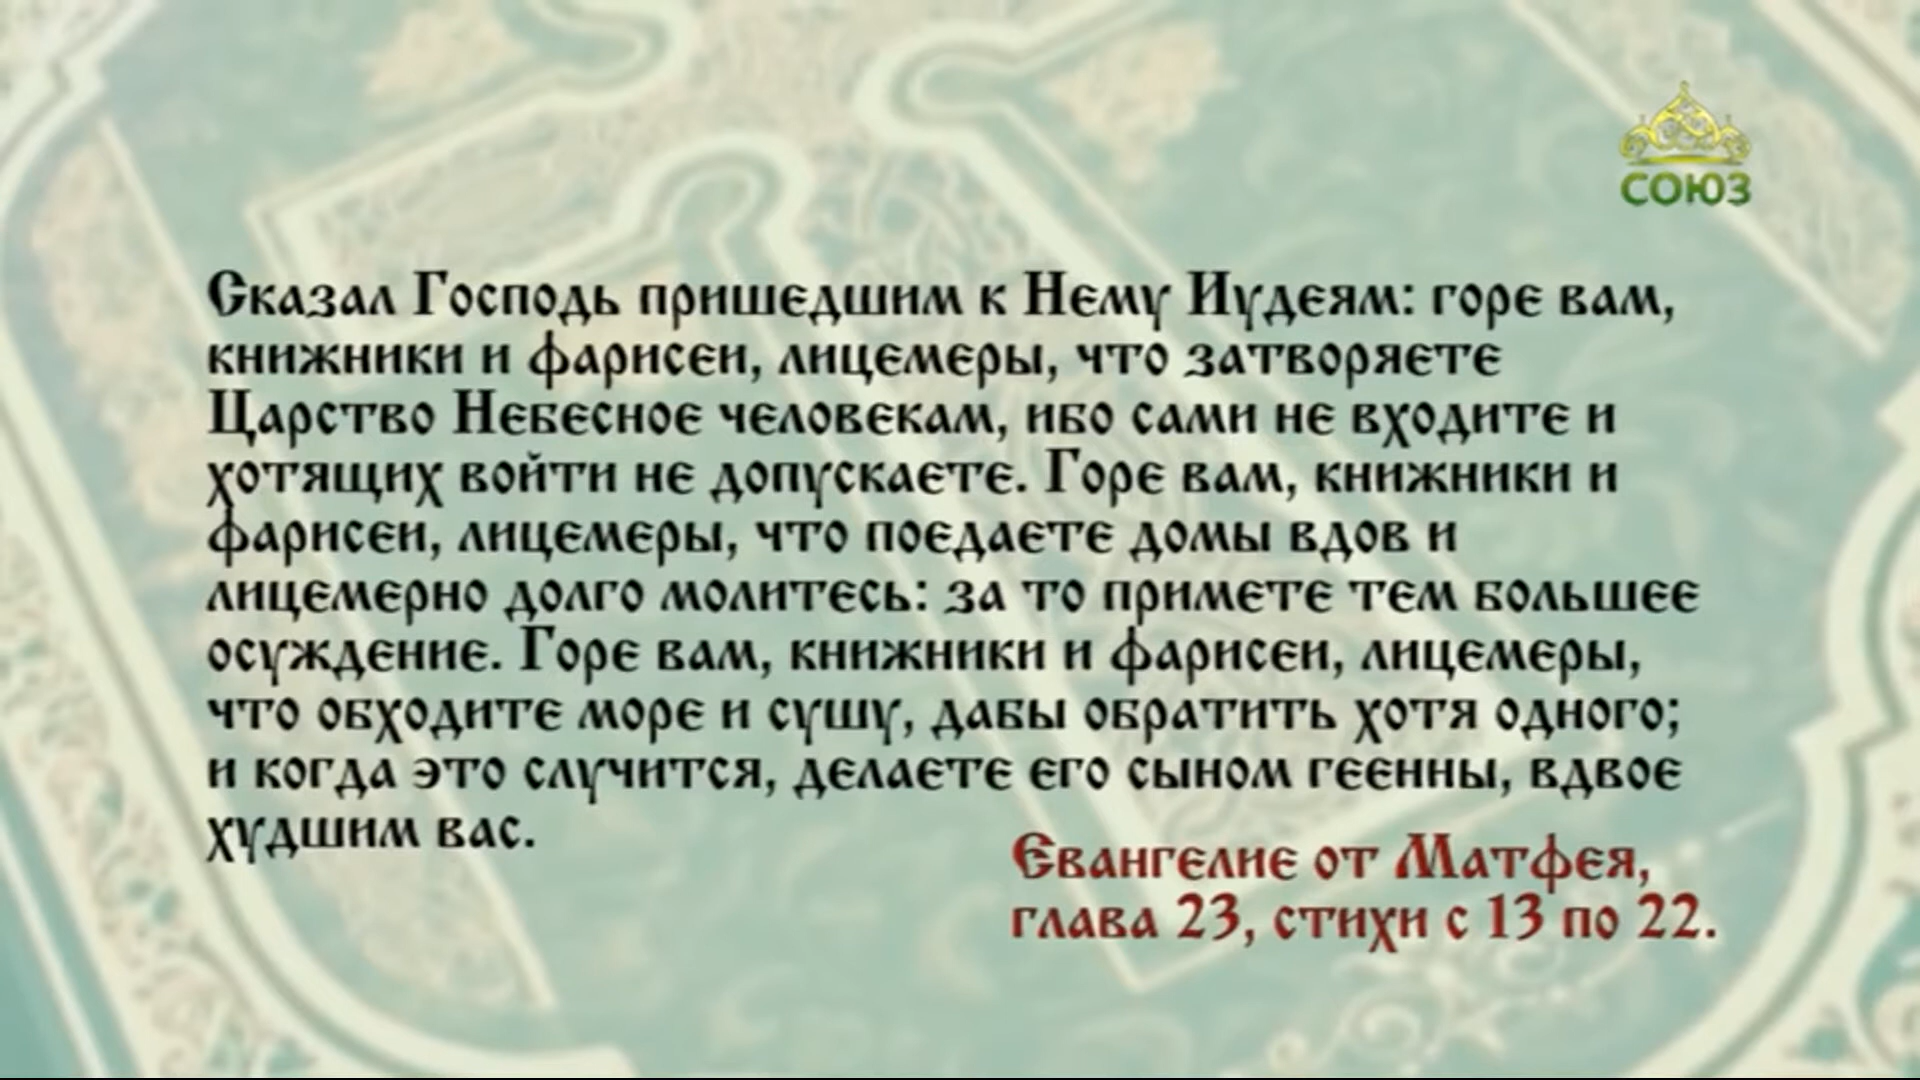 СОЮЗ
Сказал Господь пришедшим к Нему Иудеям: горе вам,
книжники и фарисеи, лицемеры, что затворяете
Царство Небесное человекам, ибо сами не входите и
хотящих войти не допускаете. Горе вам, книжники и
фарисеи, лицемеры, что поедаете домы вдов и
лицемерно долго молитесь: за то примете тем большее
осуждение. Горе вам, книжники и фарисеи, лицемеры,
что обходите море и сушу, дабы обратить хотя одного;
и когда это случится, делаете его сыном геенны, вдвое
худшим вас.
Евангелие от Матфея,
глава 23, стихи с 13 по 22.